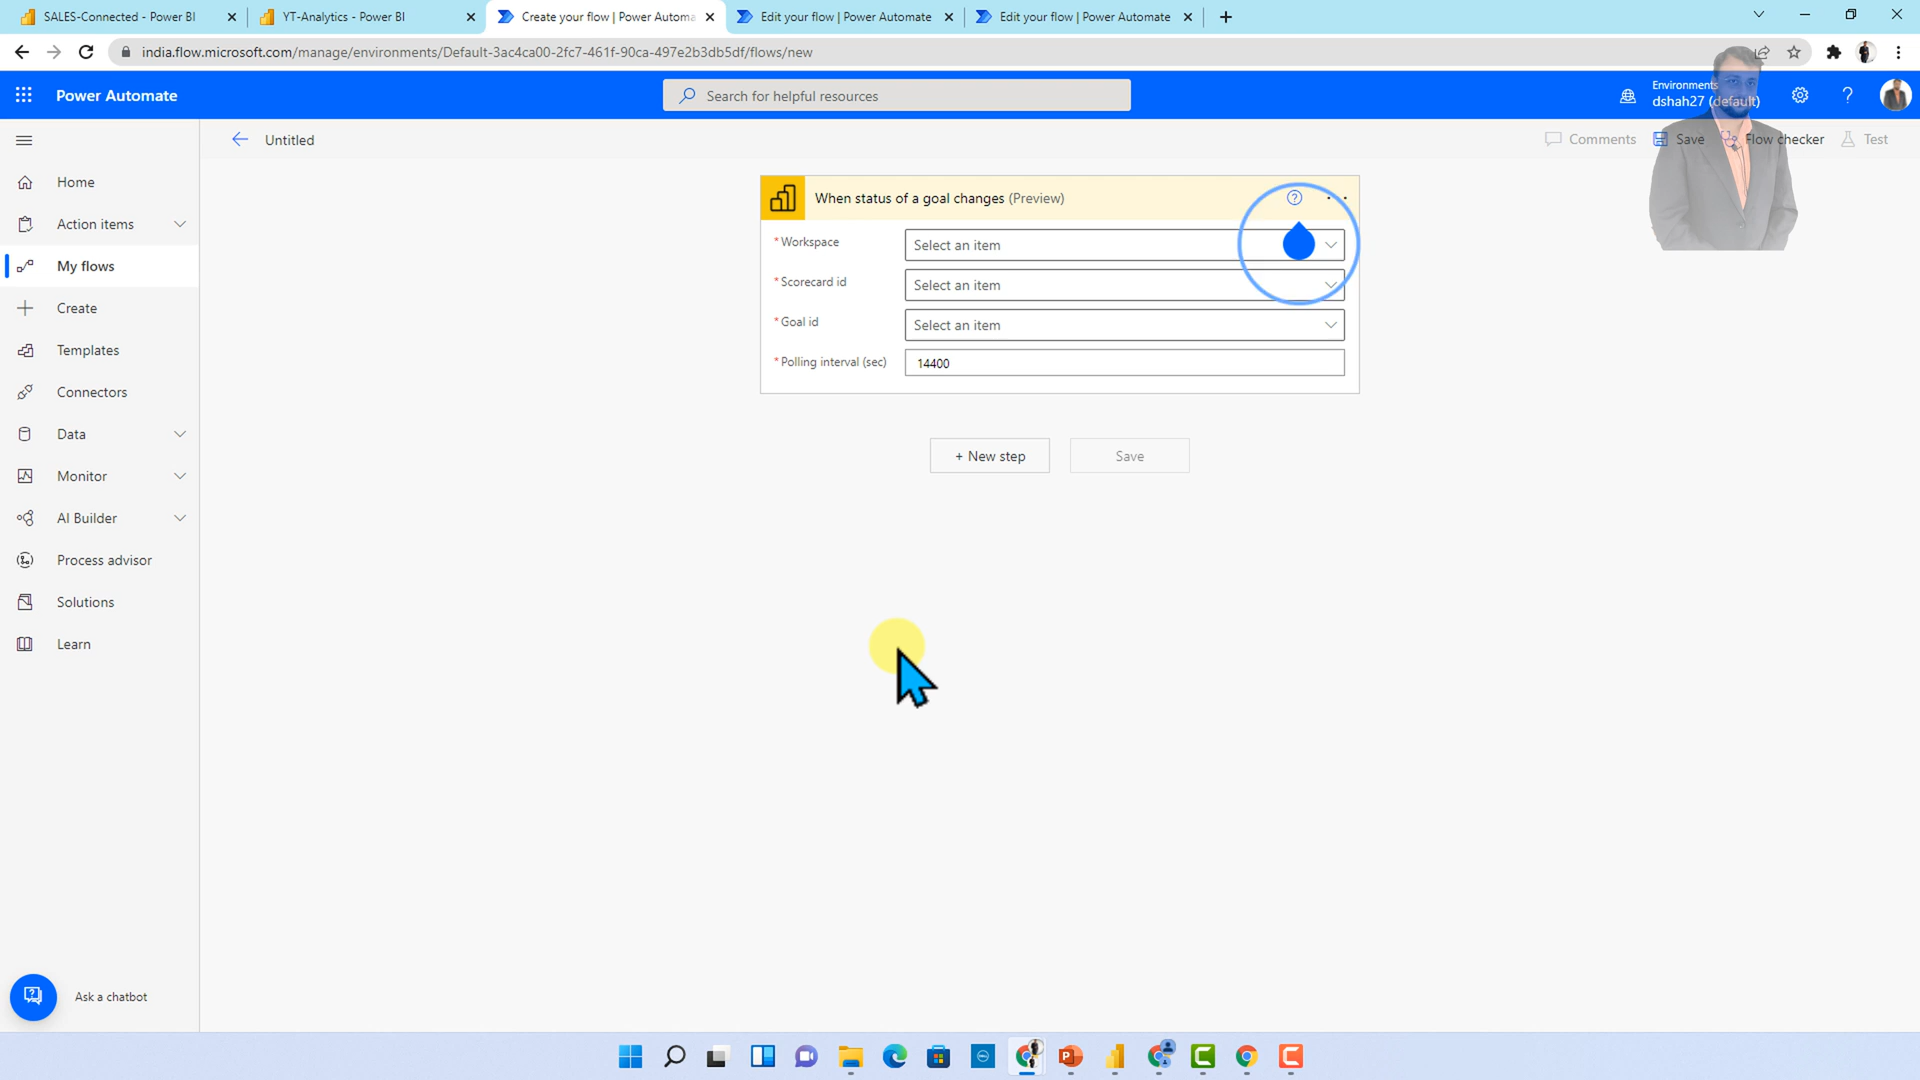 SALES-Connected - Power BI
YT-Analytics - Power BI
Create your flow | Power Automa
Edit your flow | Power Automate
Edit your flow | Power Automate
india.flow.microsoft.com/manage/environments/Default-3ac4ca00-2fc7-461f-90ca-497e2b3db5df/flows/new
Power Automate
Search for helpful resources
Environments
dshah27 (default)
Untitled
Comments
Save
Flow checker
Test
Home
Action items
My flows
Create
Templates
Connectors
Data
Monitor
AI Builder
Process advisor
Solutions
Learn
Ask a chatbot
When status of a goal changes (Preview)
* Workspace
Select an item
* Scorecard id
Select an item
* Goal id
Select an item
* Polling interval (sec)
14400
+ New step
Save